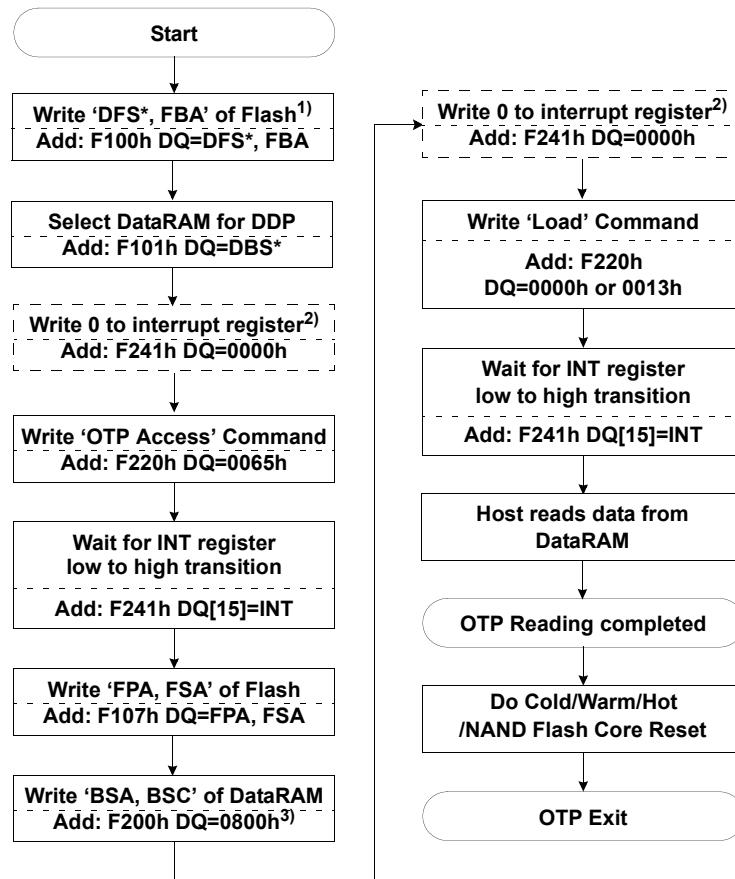 Start
Write ‘DFS*, FBA’ of Flash1)
Add: F100h DQ=DFS*, FBA
Select DataRAM for DDP
Add: F101h DQ=DBS*
Write 0 to interrupt register2)
Add: F241h DQ=0000h
Write ‘OTP Access’ Command
Add: F220h DQ=0065h
Wait for INT register
low to high transition
Add: F241h DQ[15]=INT
Write ‘FPA, FSA’ of Flash
Add: F107h DQ=FPA, FSA
Write ‘BSA, BSC’ of DataRAM
Add: F200h DQ=0800h3)
Write 0 to interrupt register2)
Add: F241h DQ=0000h
Write ‘Load’ Command
Add: F220h
DQ=0000h or 0013h
Wait for INT register
low to high transition
Add: F241h DQ[15]=INT
Host reads data from
DataRAM
OTP Reading completed
Do Cold/Warm/Hot
/NAND Flash Core Reset
OTP Exit